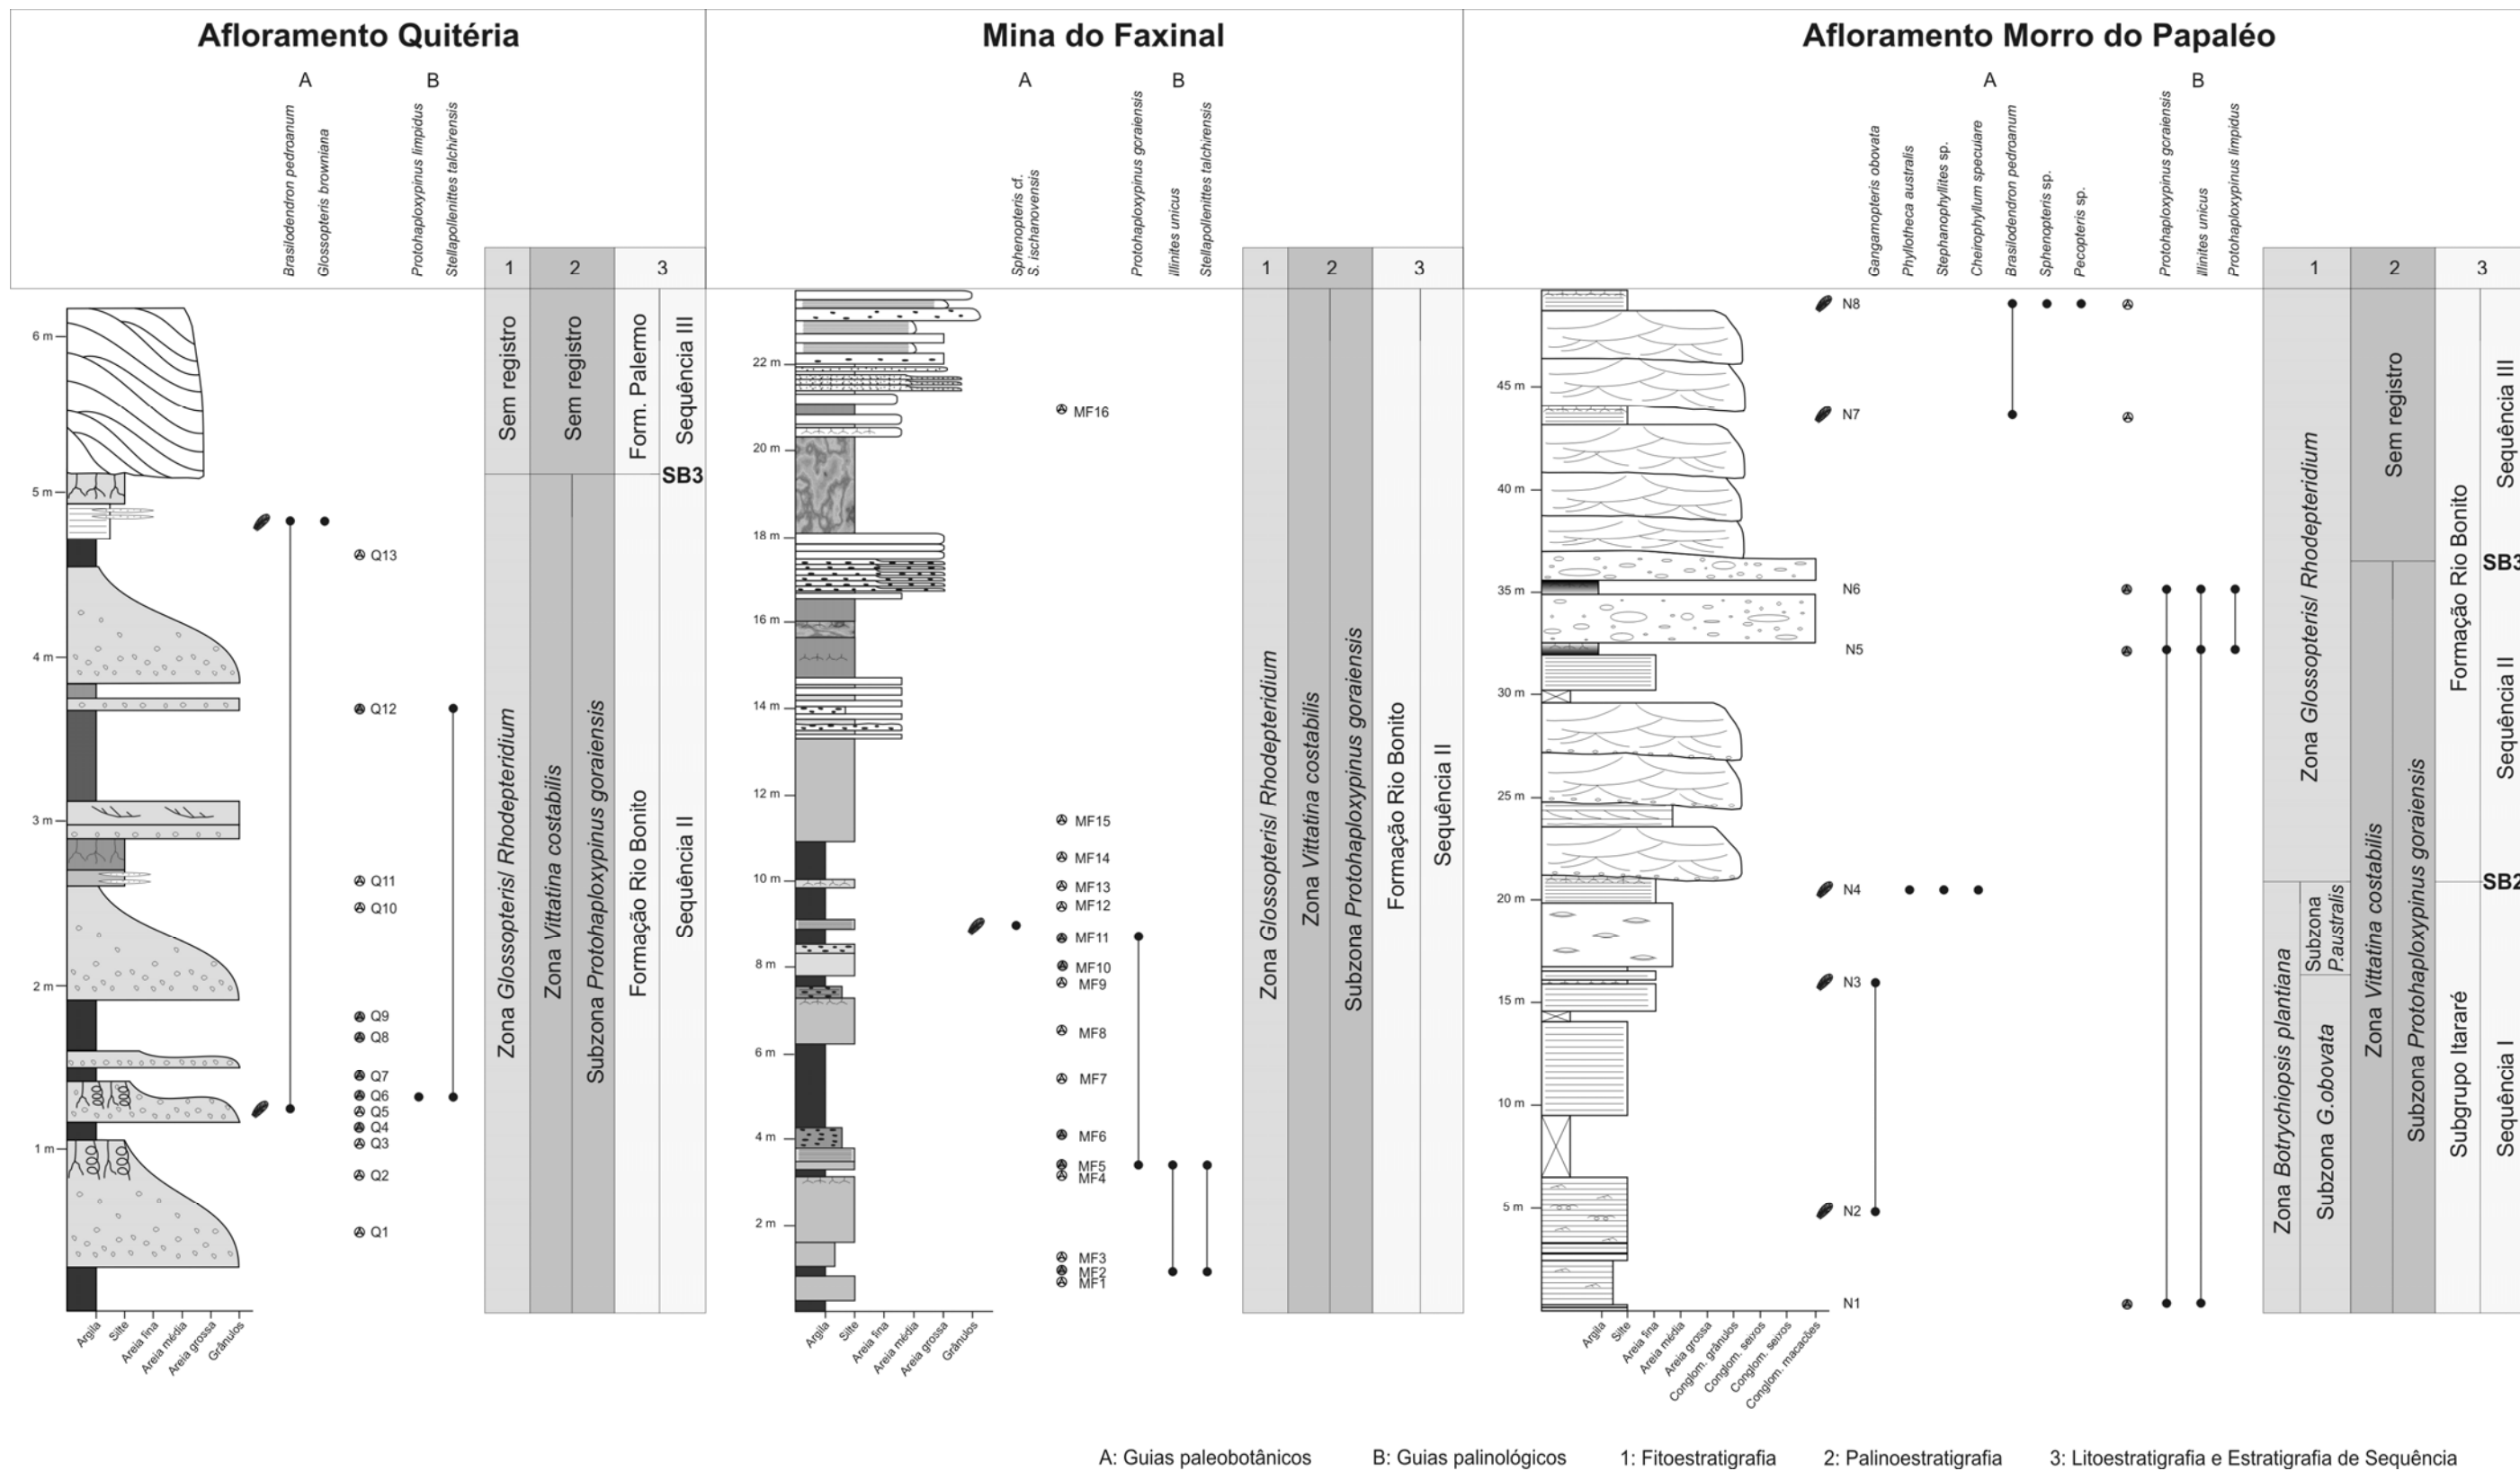 Afloramento Quitéria
A
B
Brasilodendron pedroanum
Glossopteris browniana
Protohaploxypinus limpidus
Stellapollenittes talchirensis
1
2
3
6 m
5 m
4 m
3 m
2 m
1 m
Q13
Q12
Q11
Q10
Q9
Q8
Q7
Q6
Q5
Q4
Q3
Q2
Q1
Sem registro
Sem registro
Form. Palermo
Sequência III
SB3
Zona Glossopteris/ Rhodepteridium
Zona Vittatina costabilis
Subzona Protohaploxypinus goraiensis
Formação Rio Bonito
Sequência II
Argila
Silte
Areia fina
Areia média
Areia grossa
Grânulos
Mina do Faxinal
A
B
Sphenopteris cf.
S. ischanovensis
Protohaploxypinus goraiensis
Illinites unicus
Stellapollenittes talchirensis
1
2
3
22 m
20 m
18 m
16 m
14 m
12 m
10 m
8 m
6 m
4 m
2 m
MF16
MF15
MF14
MF13
MF12
MF11
MF10
MF9
MF8
MF7
MF6
MF5
MF4
MF3
MF2
MF1
Zona Glossopteris/ Rhodepteridium
Zona Vittatina costabilis
Subzona Protohaploxypinus goraiensis
Formação Rio Bonito
Sequência II
Argila
Silte
Areia fina
Areia média
Areia grossa
Grânulos
Afloramento Morro do Papaléo
A
B
Gangamopteris obovata
Phyllotheca australis
Stephanophyllites sp.
Cheirophyllum speculare
Brasilodendron pedroanum
Sphenopteris sp.
Pecopteris sp.
Protohaploxypinus goraiensis
Illinites unicus
Protohaploxypinus limpidus
1
2
3
45 m
40 m
35 m
30 m
25 m
20 m
15 m
10 m
5 m
N8
N7
N6
N5
N4
N3
N2
N1
Zona Glossopteris/ Rhodepteridium
Zona Botrychiopsis plantiana
Subzona
P.australis
Subzona G.obovata
Sem registro
Zona Vittatina costabilis
Subzona Protohaploxypinus goraiensis
Formação Rio Bonito
Subgrupo Itararé
Sequência III
SB3
Sequência II
SB2
Sequência I
Argila
Silte
Areia fina
Areia média
Areia grossa
Conglom. grânulos
Conglom. seixos
Conglom. seixos
Conglom. macacões
A: Guias paleobotânicos
B: Guias palinológicos
1: Fitoestratigrafia
2: Palinoestratigrafia
3: Litoestratigrafia e Estratigrafia de Sequência